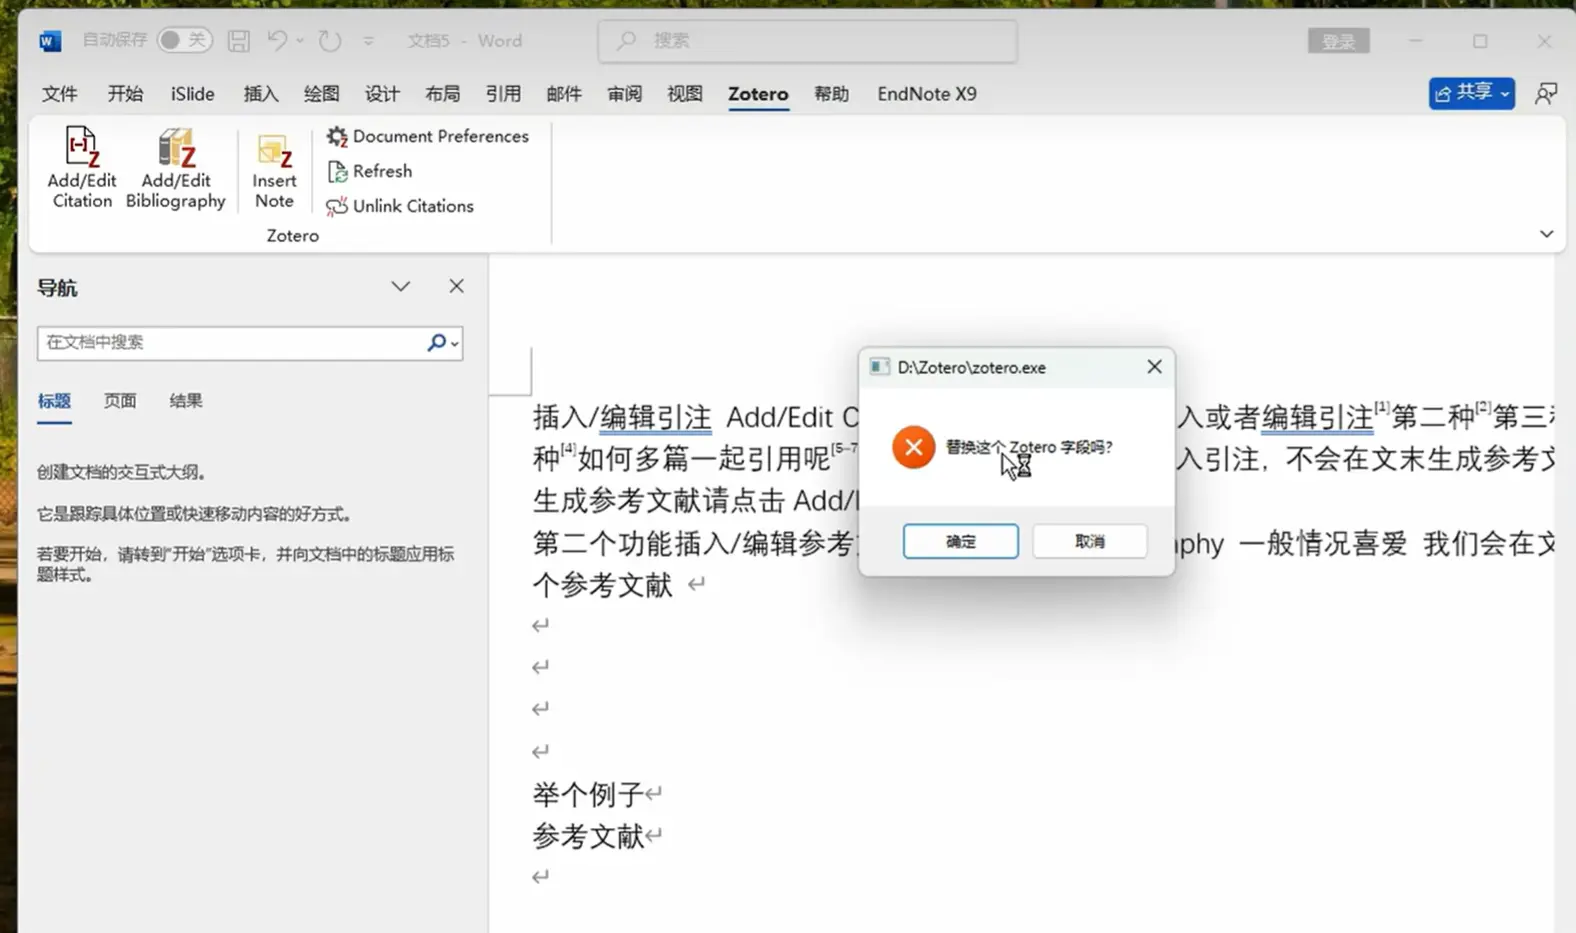 自动保存 关 文档5 - Word 搜索 登录
文件 开始 iSlide 插入 绘图 设计 布局 引用 邮件 审阅 视图 Zotero 帮助 EndNote X9 共享
Add/Edit Citation
Add/Edit Bibliography
Insert Note
Document Preferences
Refresh
Unlink Citations
Zotero
导航
在文档中搜索
标题 页面 结果
创建文档的交互式大纲。
它是跟踪具体位置或快速移动内容的好方式。
若要开始，请转到"开始"选项卡，并向文档中的标题应用标
题样式。
D:\Zotero\zotero.exe
替换这个 Zotero 字段吗?
确定 取消
插入/编辑引注 Add/Edit C 入或者编辑引注[1]第二种[2]第三
种[4]如何多篇一起引用呢[5-7 入引注，不会在文末生成参考文
生成参考文献请点击 Add/
第二个功能插入/编辑参考 phy 一般情况喜爱 我们会在文
个参考文献
举个例子
参考文献